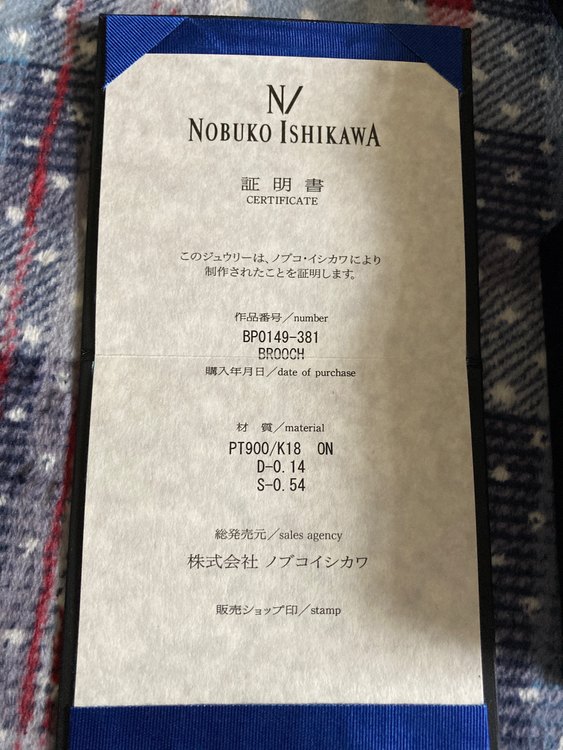 N/
NOBUKO ISHIKAWA
証明書
CERTIFICATE
このジュウリーは、ノブコ・イシカワにより
制作されたことを証明します。
作品番号／number
BP0149-381
BROOCH
購入年月日／date of purchase
材　質／material
PT900/K18　ON
D-0.14
S-0.54
総発売元／sales agency
株式会社 ノブコイシカワ
販売ショップ印／stamp